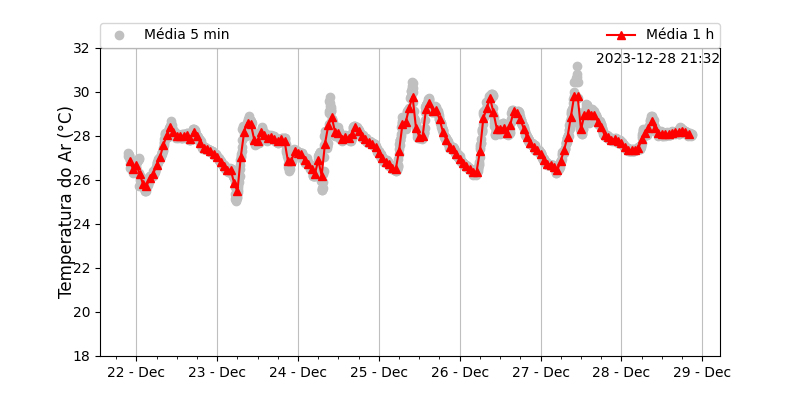 Média 5 min
Média 1 h
2023-12-28 21:32
Temperatura do Ar (°C)
32
30
28
26
24
22
20
18
22 - Dec
23 - Dec
24 - Dec
25 - Dec
26 - Dec
27 - Dec
28 - Dec
29 - Dec